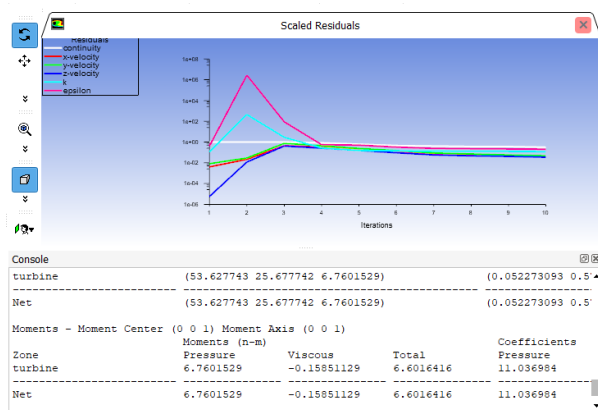 Scaled Residuals
Residuals
continuity
x-velocity
y-velocity
z-velocity
k
epsilon
1e+08
1e+06
1e+04
1e+02
1e+00
1e-02
1e-04
1e-06
1 2 3 4 5 6 7 8 9 10
Iterations
Console
turbine (53.627743 25.677742 6.7601529) (0.052273093 0.5
Net (53.627743 25.677742 6.7601529) (0.052273093 0.5
Moments - Moment Center (0 0 1) Moment Axis (0 0 1)
Moments (n-m) Coefficients
Zone Pressure Viscous Total Pressure
turbine 6.7601529 -0.15851129 6.6016416 11.036984
Net 6.7601529 -0.15851129 6.6016416 11.036984